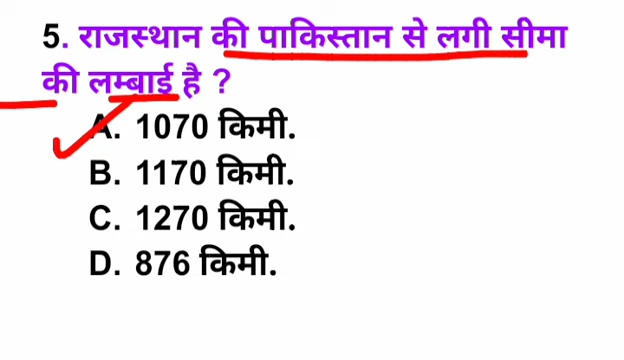 5. राजस्थान की पाकिस्तान से लगी सीमा
की लम्बाई है ?
A. 1070 किमी.
B. 1170 किमी.
C. 1270 किमी.
D. 876 किमी.